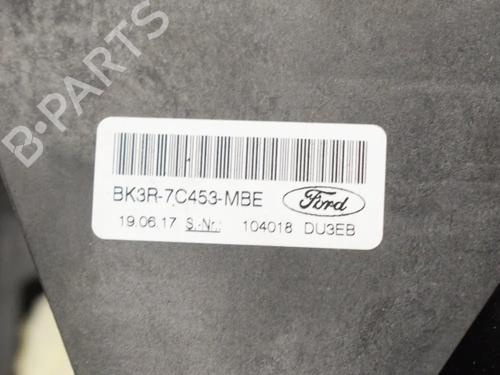 B-PARTS
BK3R-7C453-MBE Ford
19.06.17 S.-Nr.: 104018 DU3EB